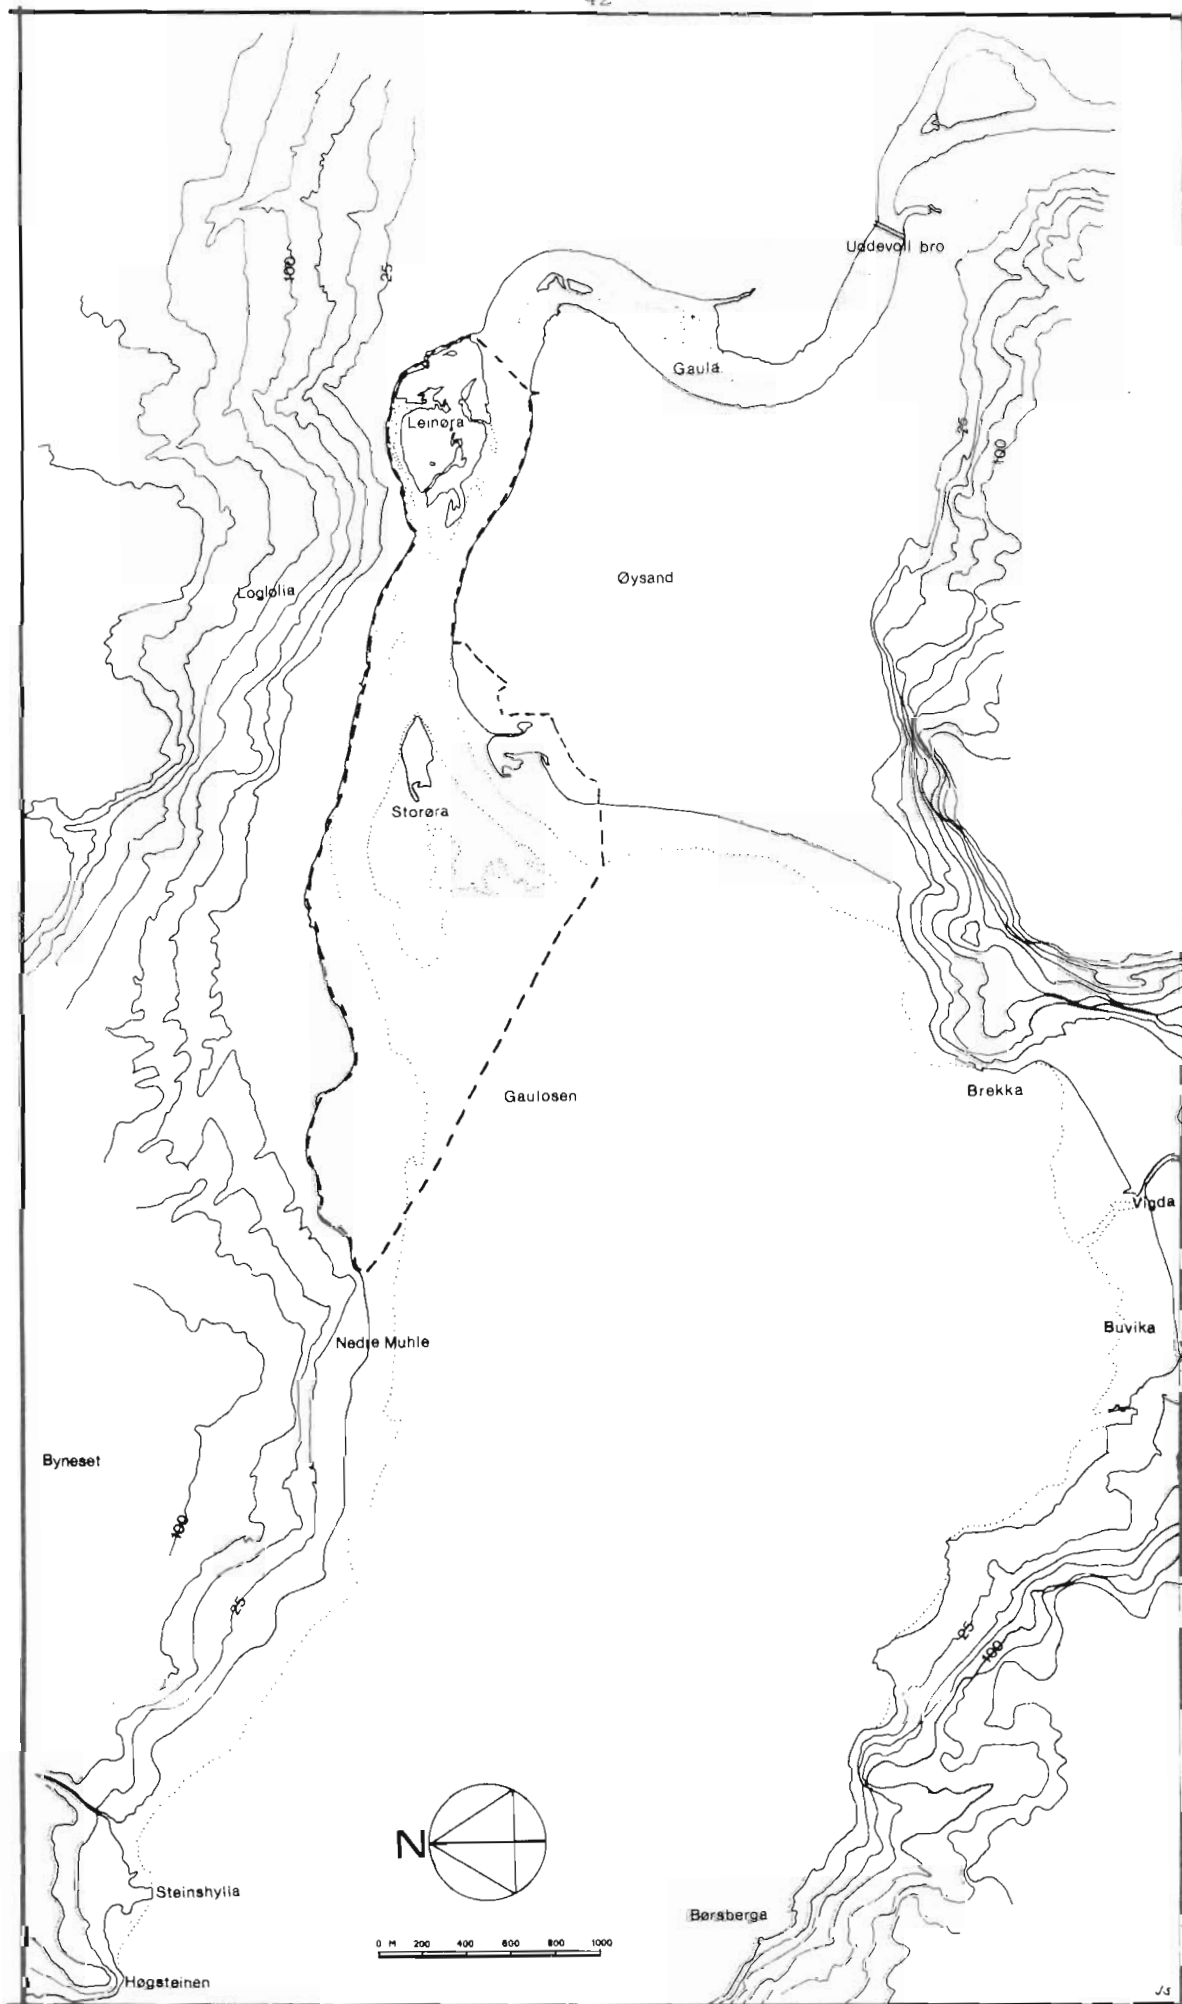 42
100
25
Uddevoll bro
Gaula
Leinøra
25
100
Øysand
Loglolia
Storøra
Gaulosen
Brekka
Vigda
Buvika
Nedre Muhle
Byneset
100
25
25
100
N
Steinshylla
Børsberga
0 M 200 400 600 800 1000
Høgsteinen
JS